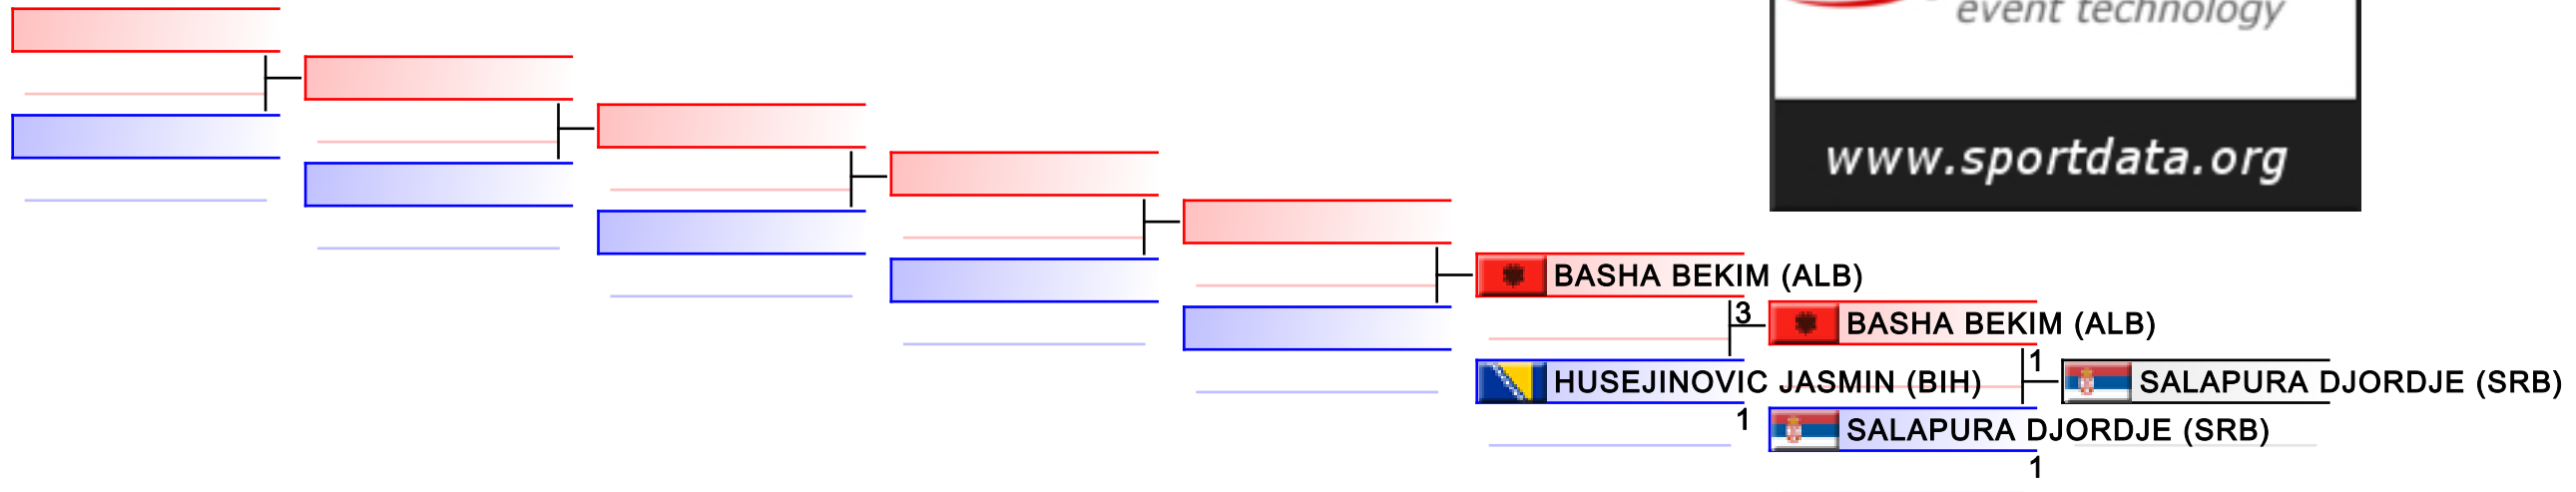 event technology
www.sportdata.org
BASHA BEKIM (ALB)
3
BASHA BEKIM (ALB)
1
HUSEJINOVIC JASMIN (BIH)
SALAPURA DJORDJE (SRB)
1
SALAPURA DJORDJE (SRB)
1